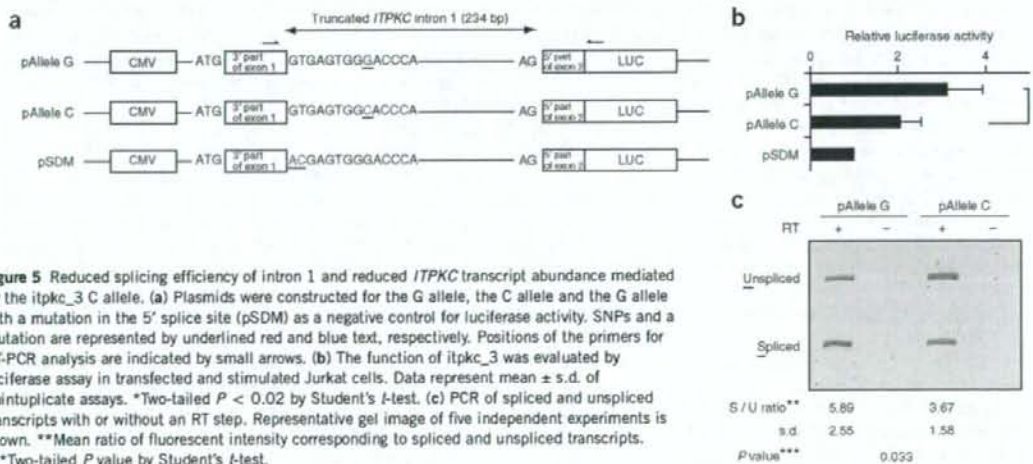 a
Truncated ITPKC intron 1 (234 bp)
pAllele G CMV ATG 3' part of exon 1 GTGAGTGGGACCCA AG 5' part of exon 2 LUC
pAllele C CMV ATG 3' part of exon 1 GTGAGTGGCACCCA AG 5' part of exon 2 LUC
pSDM CMV ATG 3' part of exon 1 ACGAGTGGGACCCA AG 5' part of exon 2 LUC
b
Relative luciferase activity
0 2 4
pAllele G
pAllele C
pSDM
c
pAllele G pAllele C
RT + − + −
Unspliced
Spliced
S / U ratio** 5.89 3.67
s.d. 2.55 1.58
P value*** 0.033
gure 5 Reduced splicing efficiency of intron 1 and reduced ITPKC transcript abundance mediated
the itpkc_3 C allele. (a) Plasmids were constructed for the G allele, the C allele and the G allele
th a mutation in the 5' splice site (pSDM) as a negative control for luciferase activity. SNPs and a
utation are represented by underlined red and blue text, respectively. Positions of the primers for
T-PCR analysis are indicated by small arrows. (b) The function of itpkc_3 was evaluated by
ciferase assay in transfected and stimulated Jurkat cells. Data represent mean ± s.d. of
uintuplicate assays. *Two-tailed P < 0.02 by Student's t-test. (c) PCR of spliced and unspliced
anscripts with or without an RT step. Representative gel image of five independent experiments is
own. **Mean ratio of fluorescent intensity corresponding to spliced and unspliced transcripts.
*Two-tailed P value by Student's t-test.